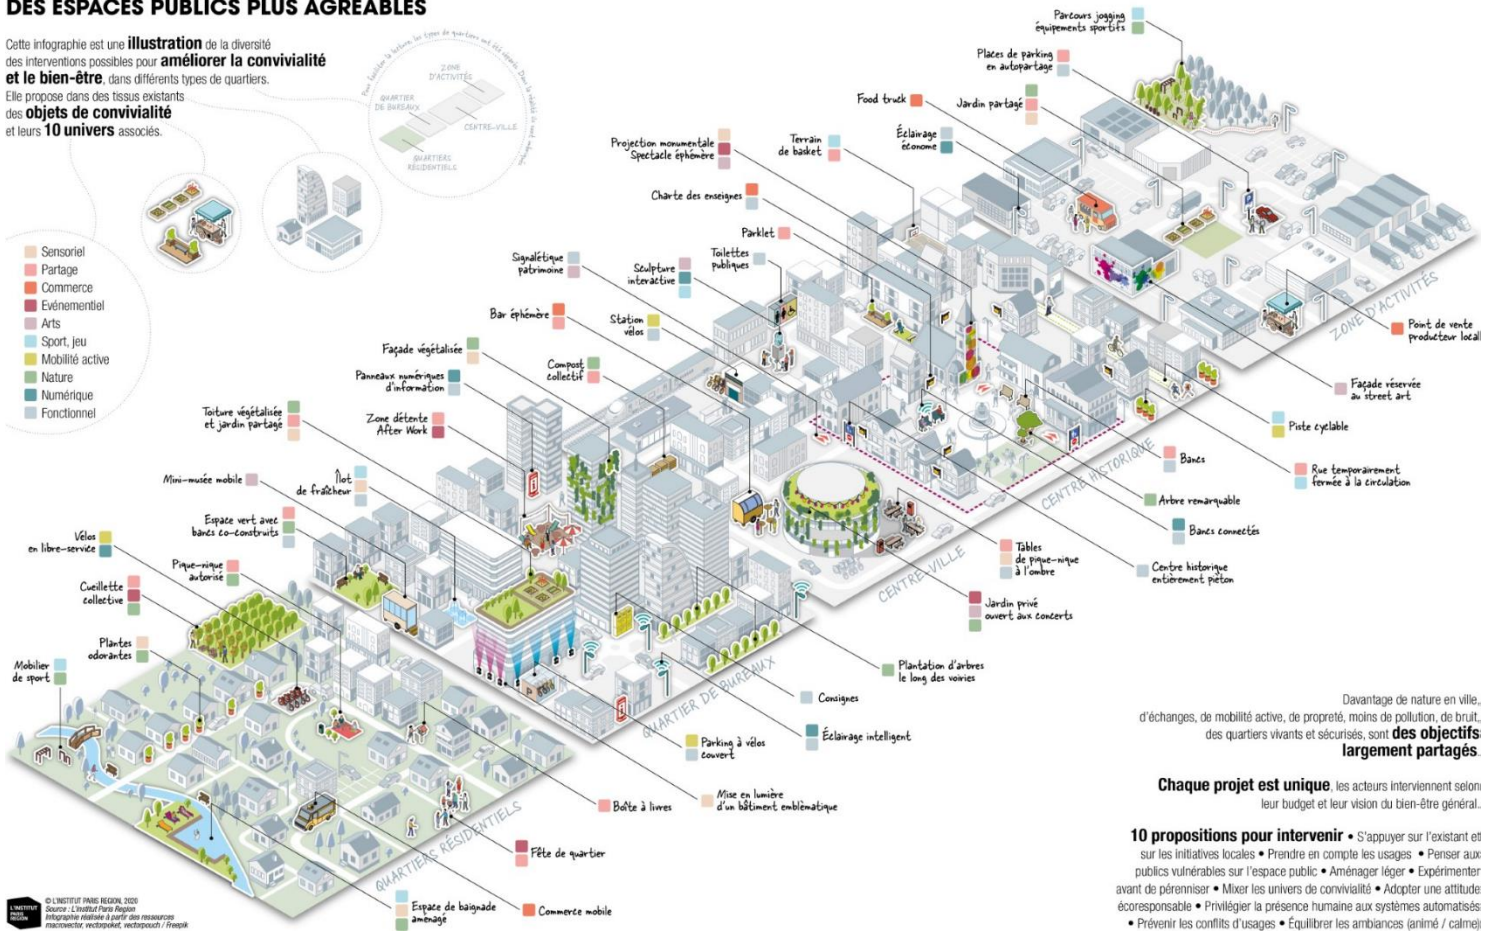 DES ESPACES PUBLICS PLUS AGRÉABLES
Cette infographie est une illustration de la diversité
des interventions possibles pour améliorer la convivialité
et le bien-être, dans différents types de quartiers.
Elle propose dans des tissus existants
des objets de convivialité
et leurs 10 univers associés.
ZONE
D'ACTIVITÉS
QUARTIER
DE BUREAUX
CENTRE-VILLE
QUARTIERS
RÉSIDENTIELS
Sensoriel
Partage
Commerce
Evénementiel
Arts
Sport, jeu
Mobilité active
Nature
Numérique
Fonctionnel
Parcours jogging
équipements sportifs
Places de parking
en autopartage
Food truck
Jardin partagé
Éclairage
économe
Projection monumentale
Spectacle éphémère
Terrain
de basket
Charte des enseignes
Parklet
Toilettes
publiques
Signalétique
patrimoine
Sculpture
interactive
Bar éphémère
Station
vélos
Façade végétalisée
Compost
collectif
Panneaux numériques
d'information
Toiture végétalisée
et jardin partagé
Zone détente
After Work
Mini-musée mobile
Îlot
de fraîcheur
Espace vert avec
bancs co-construits
Vélos
en libre-service
Pique-nique
autorisé
Cueillette
collective
Plantes
odorantes
Mobilier
de sport
ZONE D'ACTIVITÉS
Point de vente
producteur local
Façade réservée
au street art
Piste cyclable
Bancs
Rue temporairement
fermée à la circulation
CENTRE HISTORIQUE
Arbre remarquable
Bancs connectés
Centre historique
entièrement piéton
Tables
de pique-nique
à l'ombre
CENTRE-VILLE
Jardin privé
ouvert aux concerts
Plantation d'arbres
le long des voiries
Consignes
QUARTIER DE BUREAUX
Éclairage intelligent
Parking à vélos
couvert
Mise en lumière
d'un bâtiment emblématique
Boîte à livres
QUARTIERS RÉSIDENTIELS
Fête de quartier
Espace de baignade
aménagé
Commerce mobile
Davantage de nature en ville,
d'échanges, de mobilité active, de propreté, moins de pollution, de bruit,
des quartiers vivants et sécurisés, sont des objectifs
largement partagés.
Chaque projet est unique, les acteurs interviennent selon
leur budget et leur vision du bien-être général.
10 propositions pour intervenir • S'appuyer sur l'existant et
sur les initiatives locales • Prendre en compte les usages • Penser aux
publics vulnérables sur l'espace public • Aménager léger • Expérimenter
avant de pérenniser • Mixer les univers de convivialité • Adopter une attitude
écoresponsable • Privilégier la présence humaine aux systèmes automatisés
• Prévenir les conflits d'usages • Équilibrer les ambiances (animé / calme)
L'INSTITUT
PARIS
REGION
© L'INSTITUT PARIS REGION, 2020
Source : L'Institut Paris Region
Infographie réalisée à partir des ressources
macrovector, vectorpocket, vectorpouch / Freepik